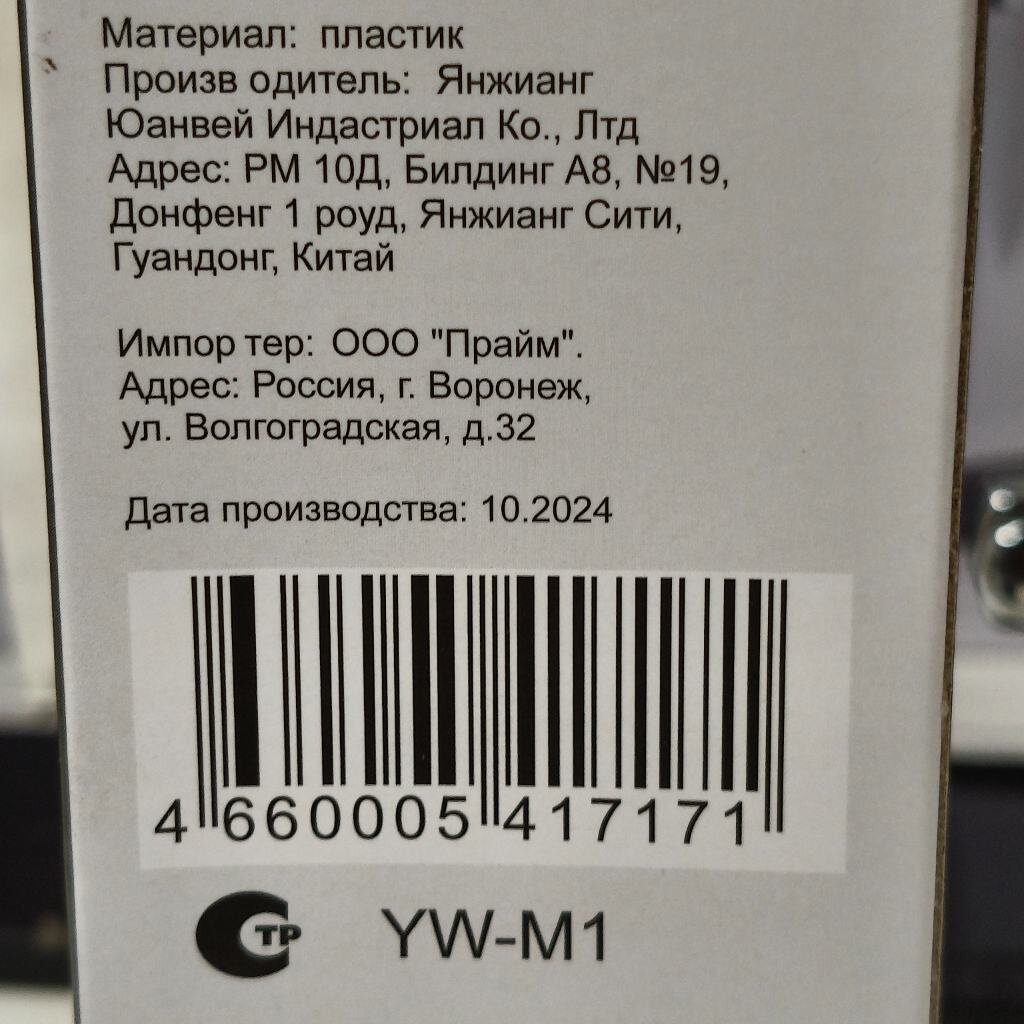 Материал: пластик
Произв одитель: Янжианг
Юанвей Индастриал Ко., Лтд
Адрес: РМ 10Д, Билдинг А8, №19,
Донфенг 1 роуд, Янжианг Сити,
Гуандонг, Китай
Импор тер: ООО "Прайм".
Адрес: Россия, г. Воронеж,
ул. Волгоградская, д.32
Дата производства: 10.2024
4 660005 417171
СТР YW-M1